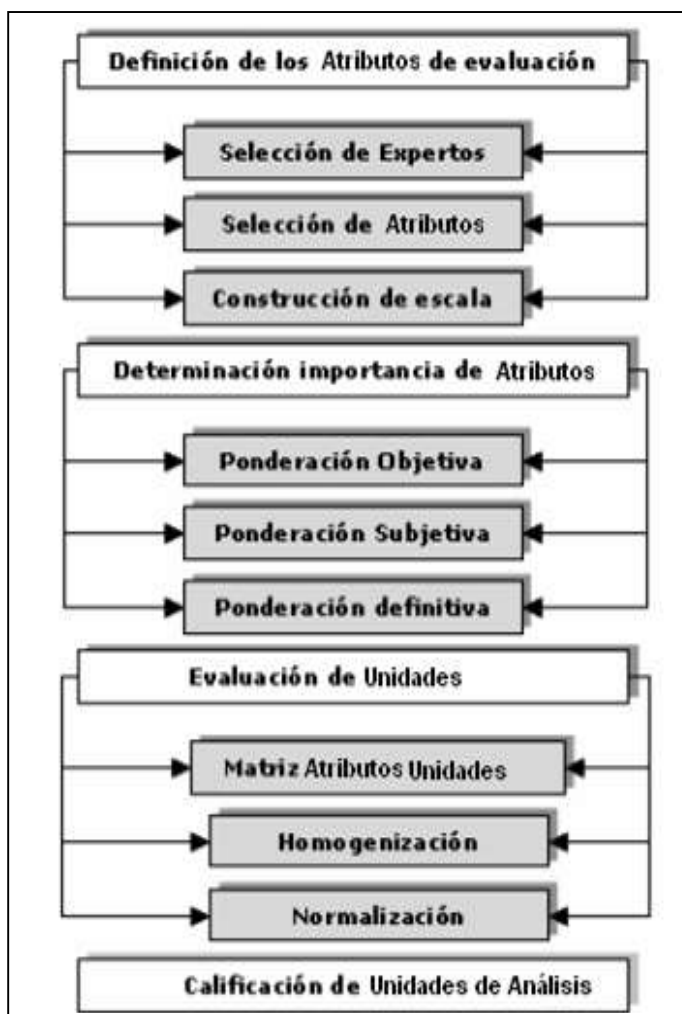 Definición de los Atributos de evaluación
Selección de Expertos
Selección de Atributos
Construcción de escala
Determinación importancia de Atributos
Ponderación Objetiva
Ponderación Subjetiva
Ponderación definitiva
Evaluación de Unidades
Matriz Atributos Unidades
Homogenización
Normalización
Calificación de Unidades de Análisis